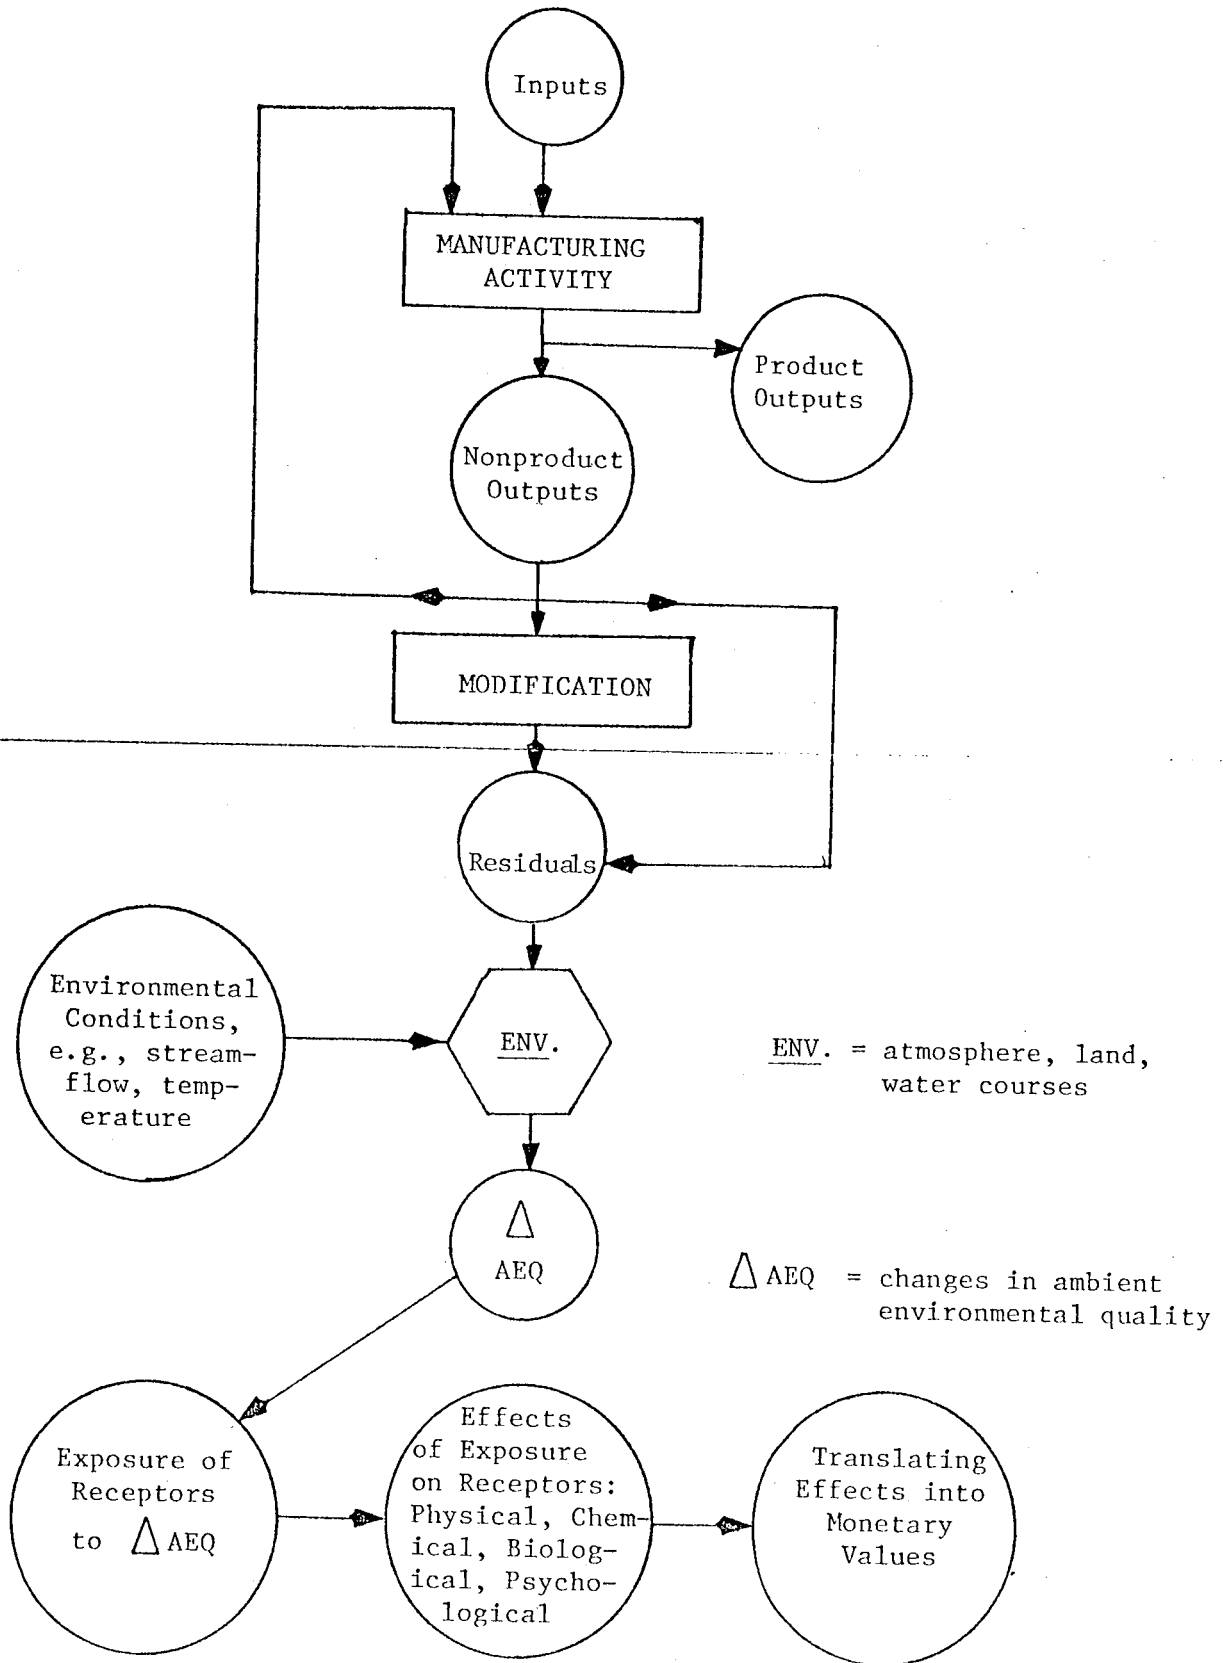 Inputs
MANUFACTURING
ACTIVITY
Product
Outputs
Nonproduct
Outputs
MODIFICATION
Residuals
Environmental
Conditions,
e.g., stream-
flow, temp-
erature
ENV.
ENV. = atmosphere, land,
water courses
Δ
AEQ
Δ AEQ = changes in ambient
environmental quality
Exposure of
Receptors
to Δ AEQ
Effects
of Exposure
on Receptors:
Physical, Chem-
ical, Biolog-
ical, Psycho-
logical
Translating
Effects into
Monetary
Values